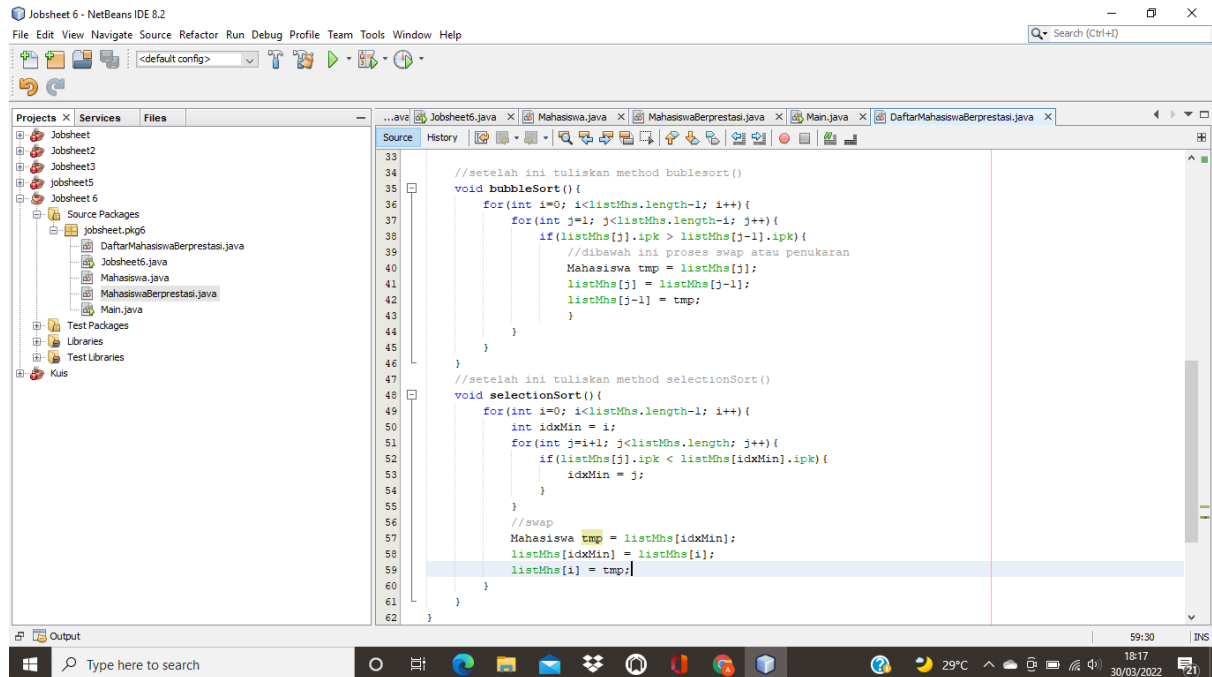 Jobsheet 6 - NetBeans IDE 8.2
File Edit View Navigate Source Refactor Run Debug Profile Team Tools Window Help
Search (Ctrl+I)
<default config>
Projects Services Files
Jobsheet
Jobsheet2
Jobsheet3
jobsheet5
Jobsheet 6
Source Packages
jobsheet.pkg6
DaftarMahasiswaBerprestasi.java
Jobsheet6.java
Mahasiswa.java
MahasiswaBerprestasi.java
Main.java
Test Packages
Libraries
Test Libraries
Kuis
...ava Jobsheet6.java Mahasiswa.java MahasiswaBerprestasi.java Main.java DaftarMahasiswaBerprestasi.java
Source History
33
34 //setelah ini tuliskan method bublesort()
35 void bubbleSort(){
36 for(int i=0; i<listMhs.length-1; i++){
37 for(int j=1; j<listMhs.length-i; j++){
38 if(listMhs[j].ipk > listMhs[j-1].ipk){
39 //dibawah ini proses swap atau penukaran
40 Mahasiswa tmp = listMhs[j];
41 listMhs[j] = listMhs[j-1];
42 listMhs[j-1] = tmp;
43 }
44 }
45 }
46 }
47 //setelah ini tuliskan method selectionSort()
48 void selectionSort(){
49 for(int i=0; i<listMhs.length-1; i++){
50 int idxMin = i;
51 for(int j=i+1; j<listMhs.length; j++){
52 if(listMhs[j].ipk < listMhs[idxMin].ipk){
53 idxMin = j;
54 }
55 }
56 //swap
57 Mahasiswa tmp = listMhs[idxMin];
58 listMhs[idxMin] = listMhs[i];
59 listMhs[i] = tmp;
60 }
61 }
62 }
Output
59:30 INS
Type here to search
29°C
18:17
30/03/2022
21